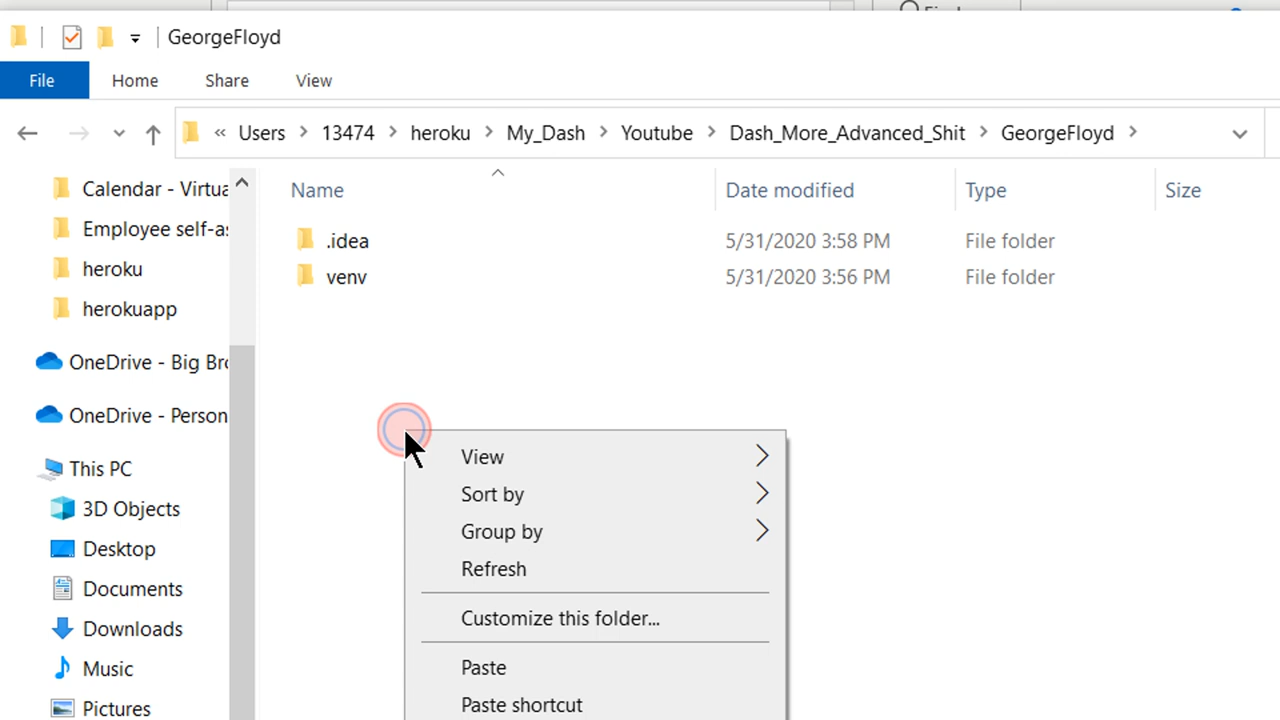 GeorgeFloyd
File Home Share View
« Users 13474 heroku My_Dash Youtube Dash_More_Advanced_Shit GeorgeFloyd
Name Date modified Type Size
.idea 5/31/2020 3:58 PM File folder
venv 5/31/2020 3:56 PM File folder
Calendar - Virtua
Employee self-a
heroku
herokuapp
OneDrive - Big Br
OneDrive - Person
This PC
3D Objects
Desktop
Documents
Downloads
Music
Pictures
View
Sort by
Group by
Refresh
Customize this folder...
Paste
Paste shortcut